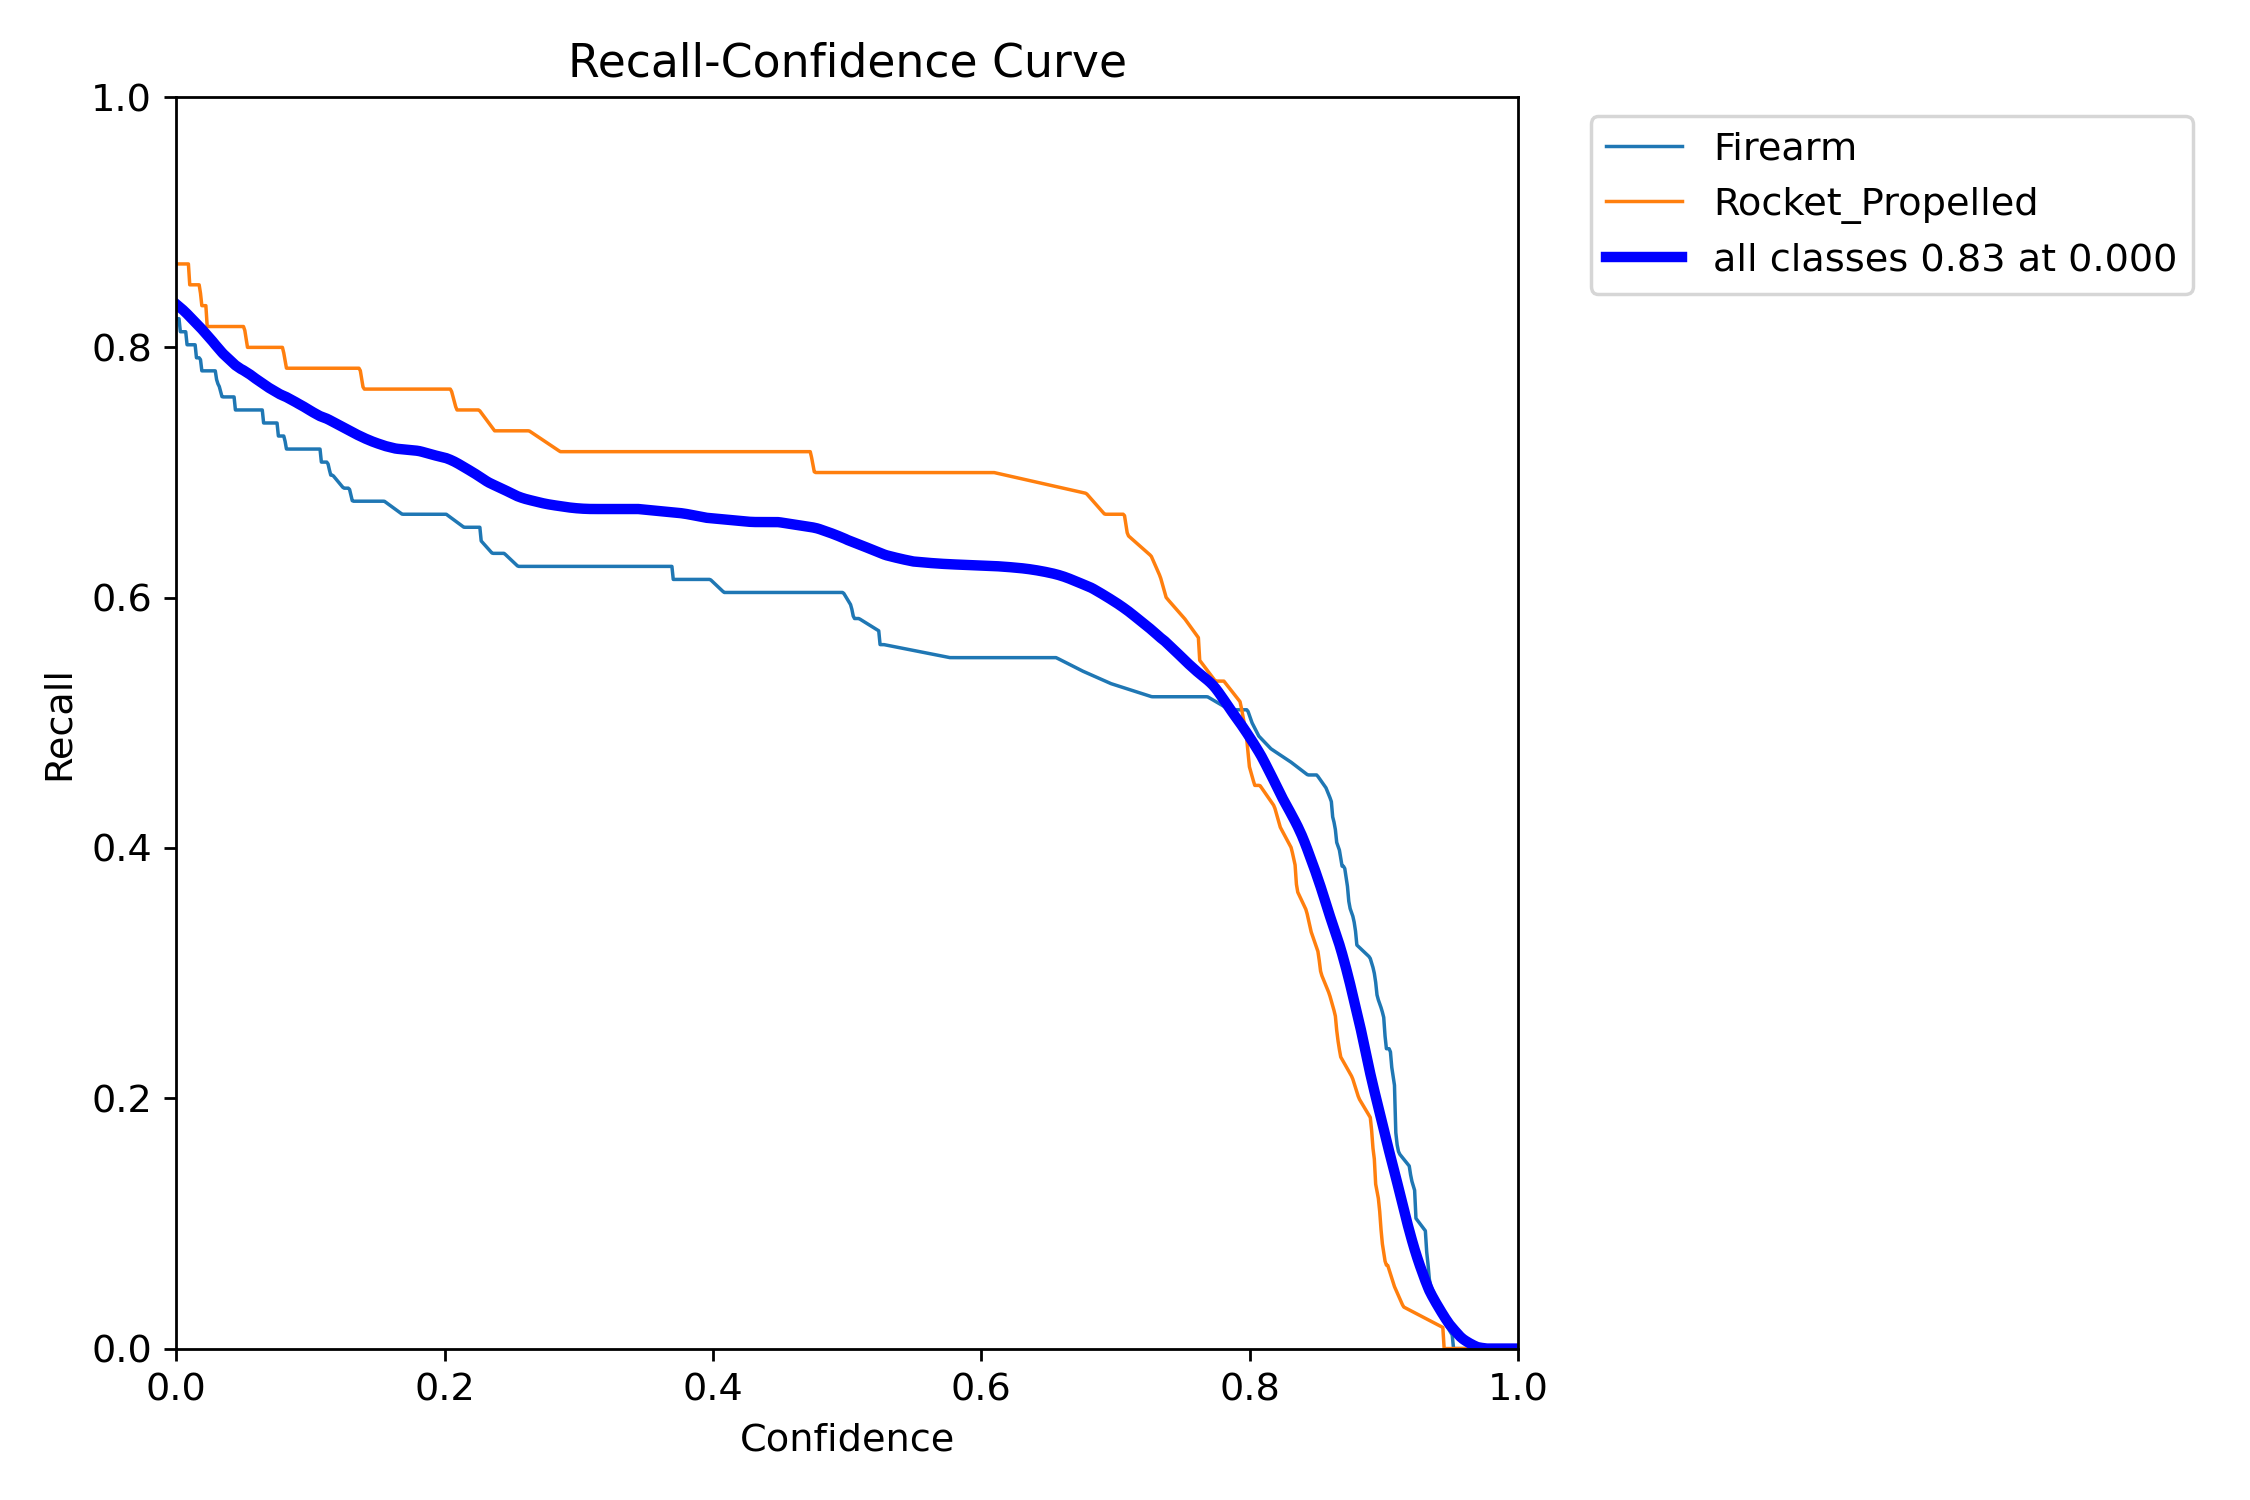 Recall-Confidence Curve
1.0
0.8
0.6
0.4
0.2
0.0
Recall
0.0 0.2 0.4 0.6 0.8 1.0
Confidence
Firearm
Rocket_Propelled
all classes 0.83 at 0.000